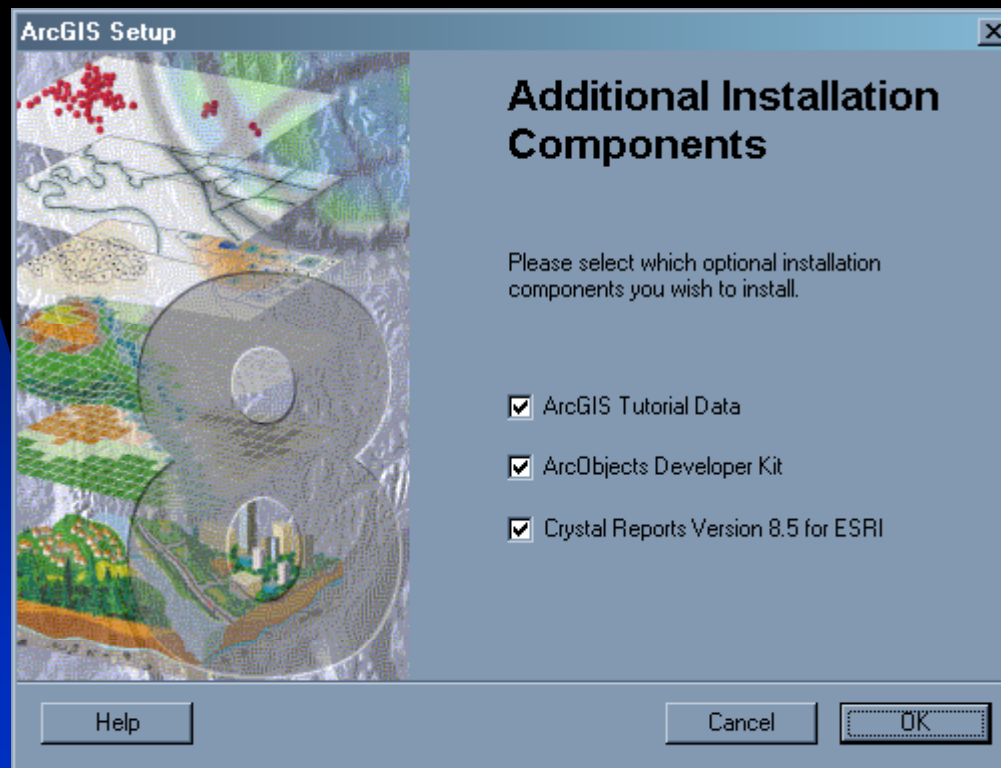 ArcGIS Setup
Additional Installation
Components
Please select which optional installation
components you wish to install.
ArcGIS Tutorial Data
ArcObjects Developer Kit
Crystal Reports Version 8.5 for ESRI
8
Help
Cancel
OK